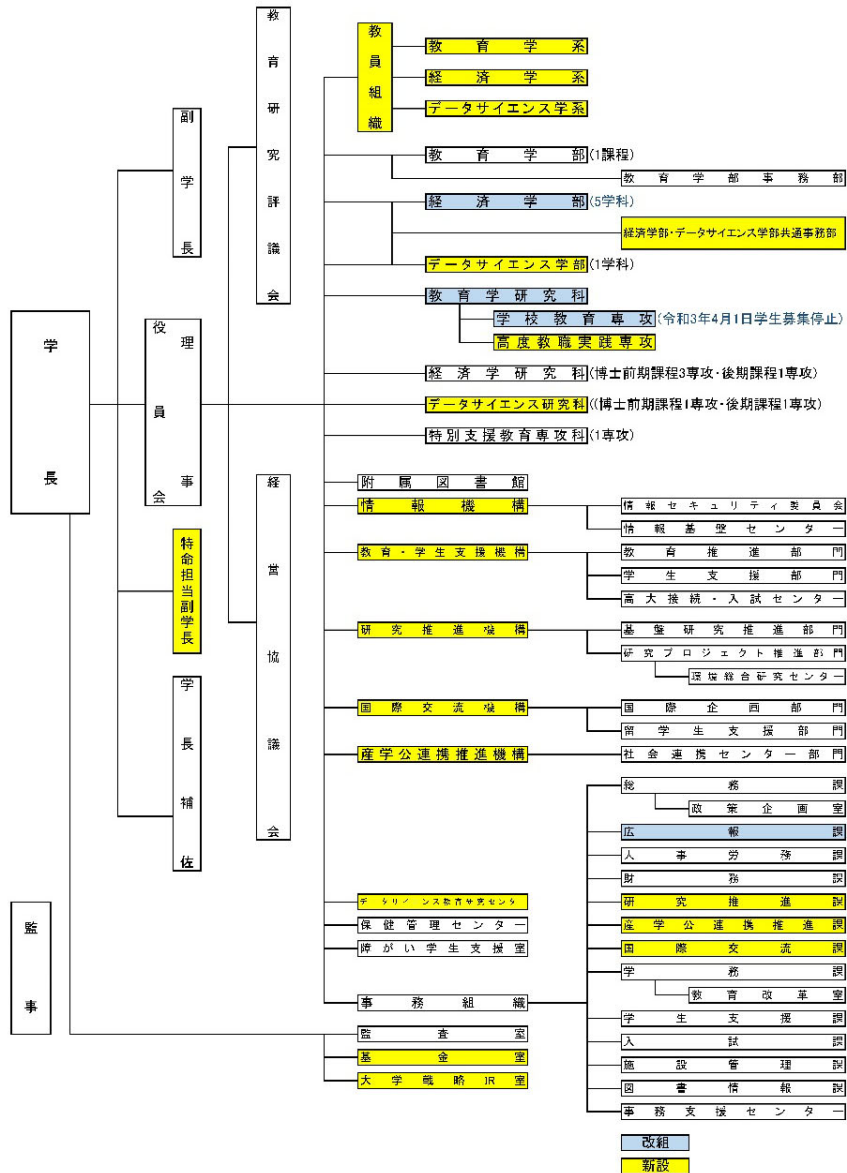 学長
監事
副学長
役員会
理事
特命担当副学長
学長補佐
教育研究評議会
経営協議会
教員組織
教育学系
経済学系
データサイエンス学系
教育学部(1課程)
教育学部事務部
経済学部(5学科)
経済学部・データサイエンス学部共通事務部
データサイエンス学部(1学科)
教育学研究科
学校教育専攻(令和3年4月1日学生募集停止)
高度教職実践専攻
経済学研究科(博士前期課程3専攻・後期課程1専攻)
データサイエンス研究科((博士前期課程1専攻・後期課程1専攻)
特別支援教育専攻科(1専攻)
附属図書館
情報機構
情報セキュリティ委員会
情報基盤センター
教育・学生支援機構
教育推進部門
学生支援部門
高大接続・入試センター
研究推進機構
基盤研究推進部門
研究プロジェクト推進部門
環境総合研究センター
国際交流機構
国際企画部門
留学生支援部門
産学公連携推進機構
社会連携センター部門
データサイエンス教育研究センター
保健管理センター
障がい学生支援室
事務組織
総務課
政策企画室
広報課
人事労務課
財務課
研究推進課
産学公連携推進課
国際交流課
学務課
教育改革室
学生支援課
入試課
施設管理課
図書情報課
事務支援センター
監査室
基金室
大学戦略IR室
改組
新設